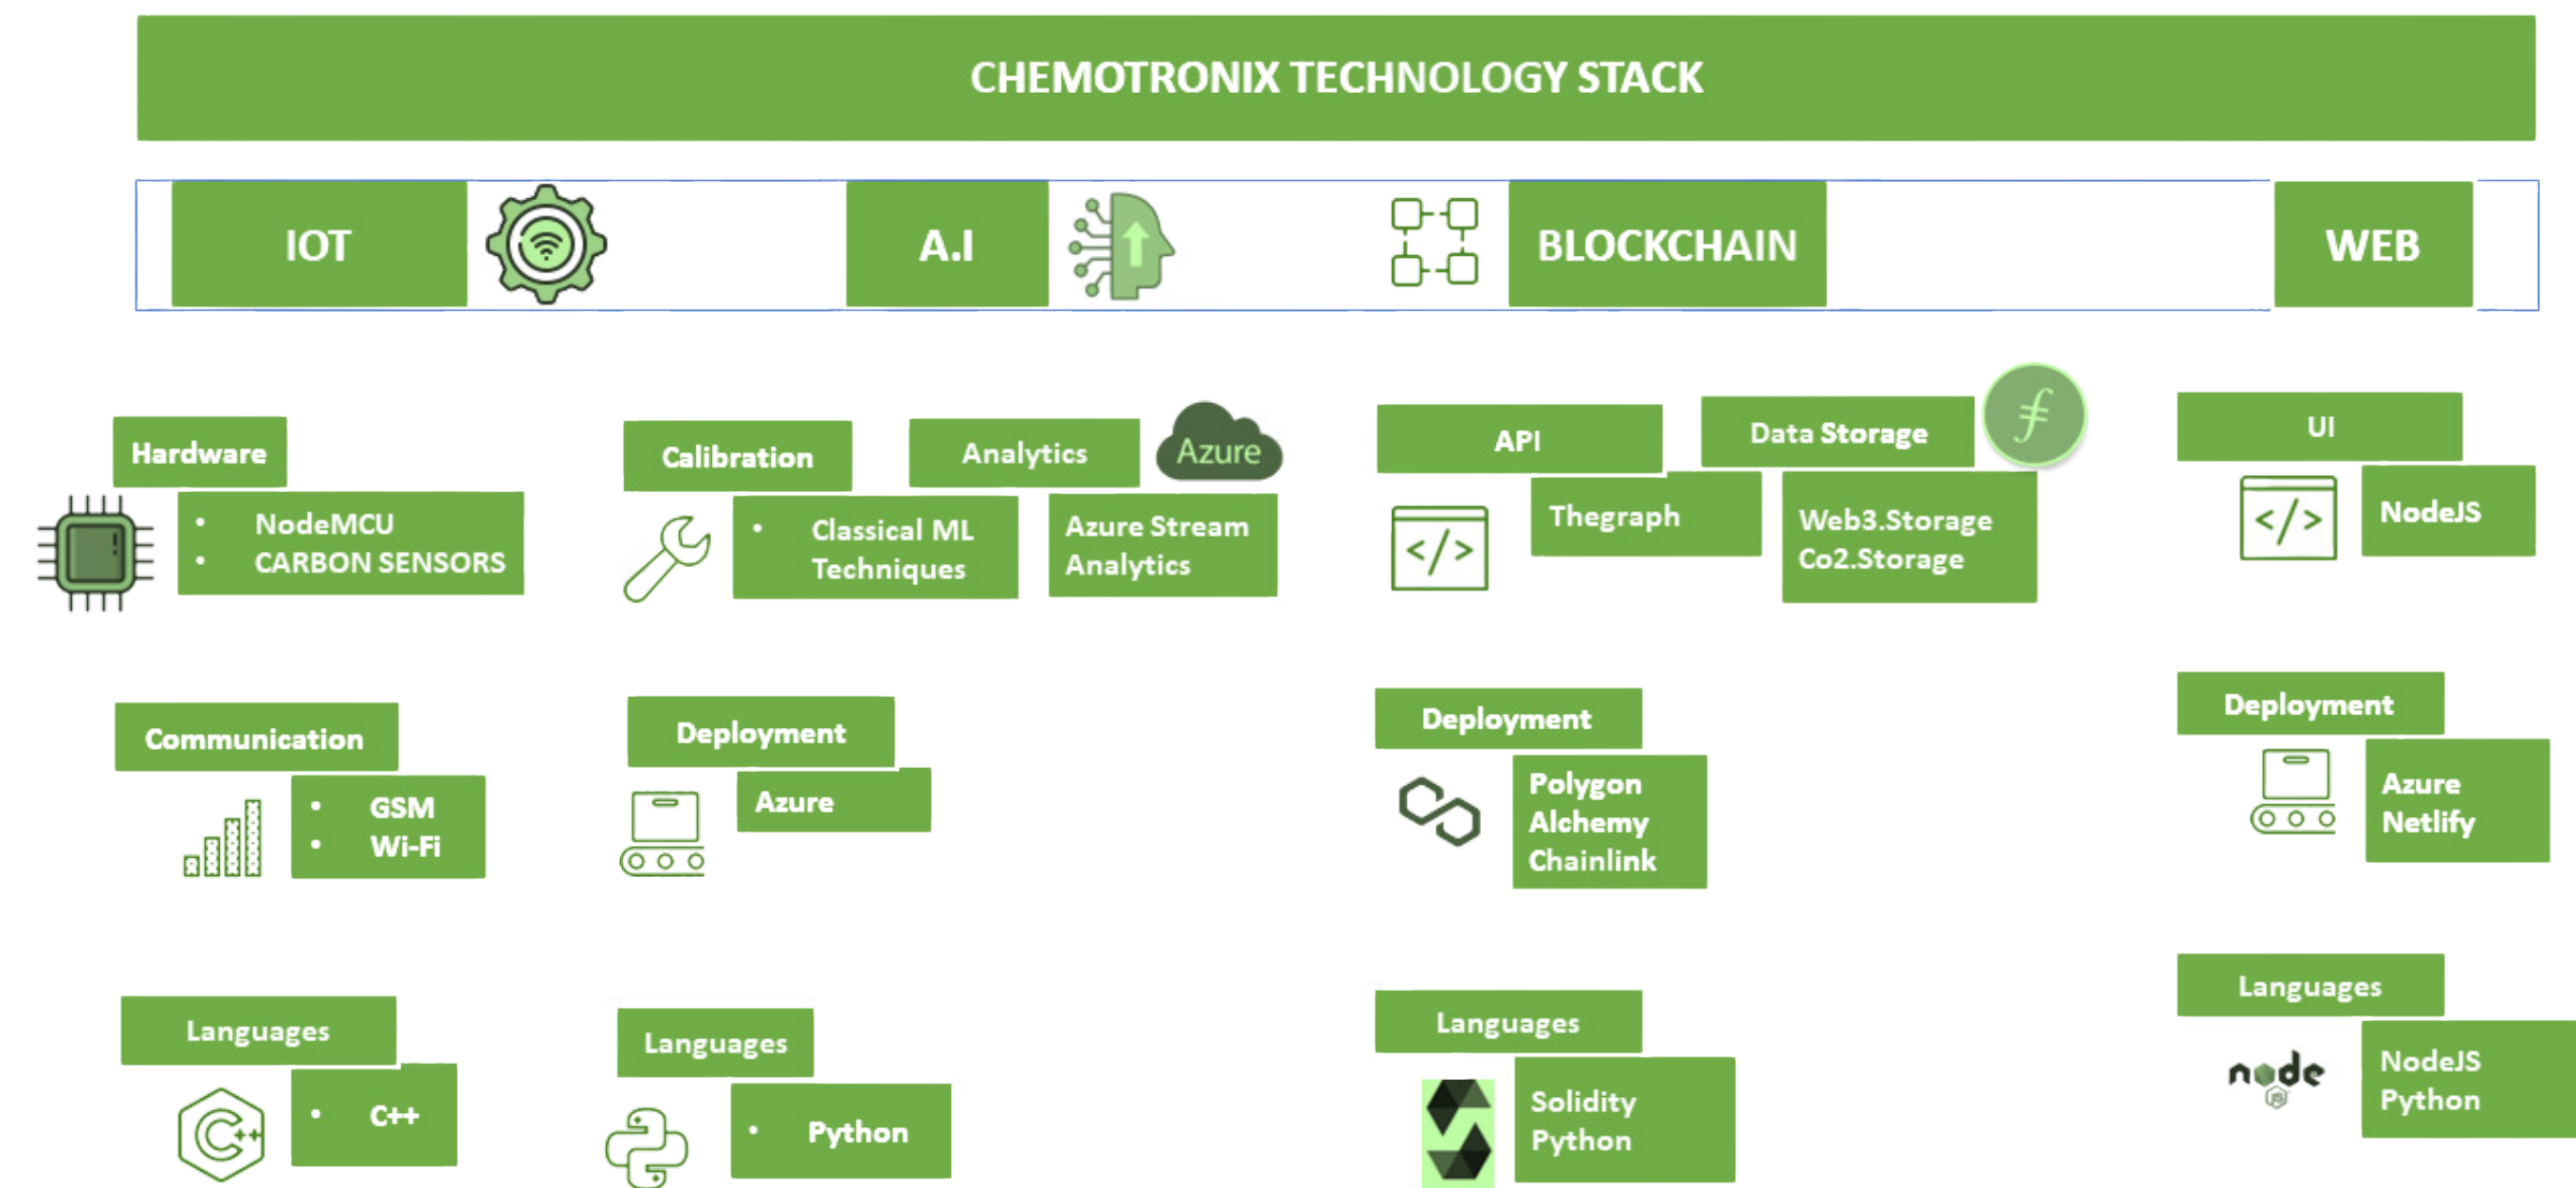 CHEMOTRONIX TECHNOLOGY STACK
IOT
A.I
BLOCKCHAIN
WEB
Hardware
• NodeMCU
• CARBON SENSORS
Calibration
• Classical ML
Techniques
Analytics
Azure
Azure Stream
Analytics
API
</>
Thegraph
Data Storage
Web3.Storage
Co2.Storage
UI
</>
NodeJS
Communication
• GSM
• Wi-Fi
Deployment
Azure
Deployment
Polygon
Alchemy
Chainlink
Deployment
Azure
Netlify
Languages
C++
• C++
Languages
• Python
Languages
Solidity
Python
Languages
node
JS
NodeJS
Python